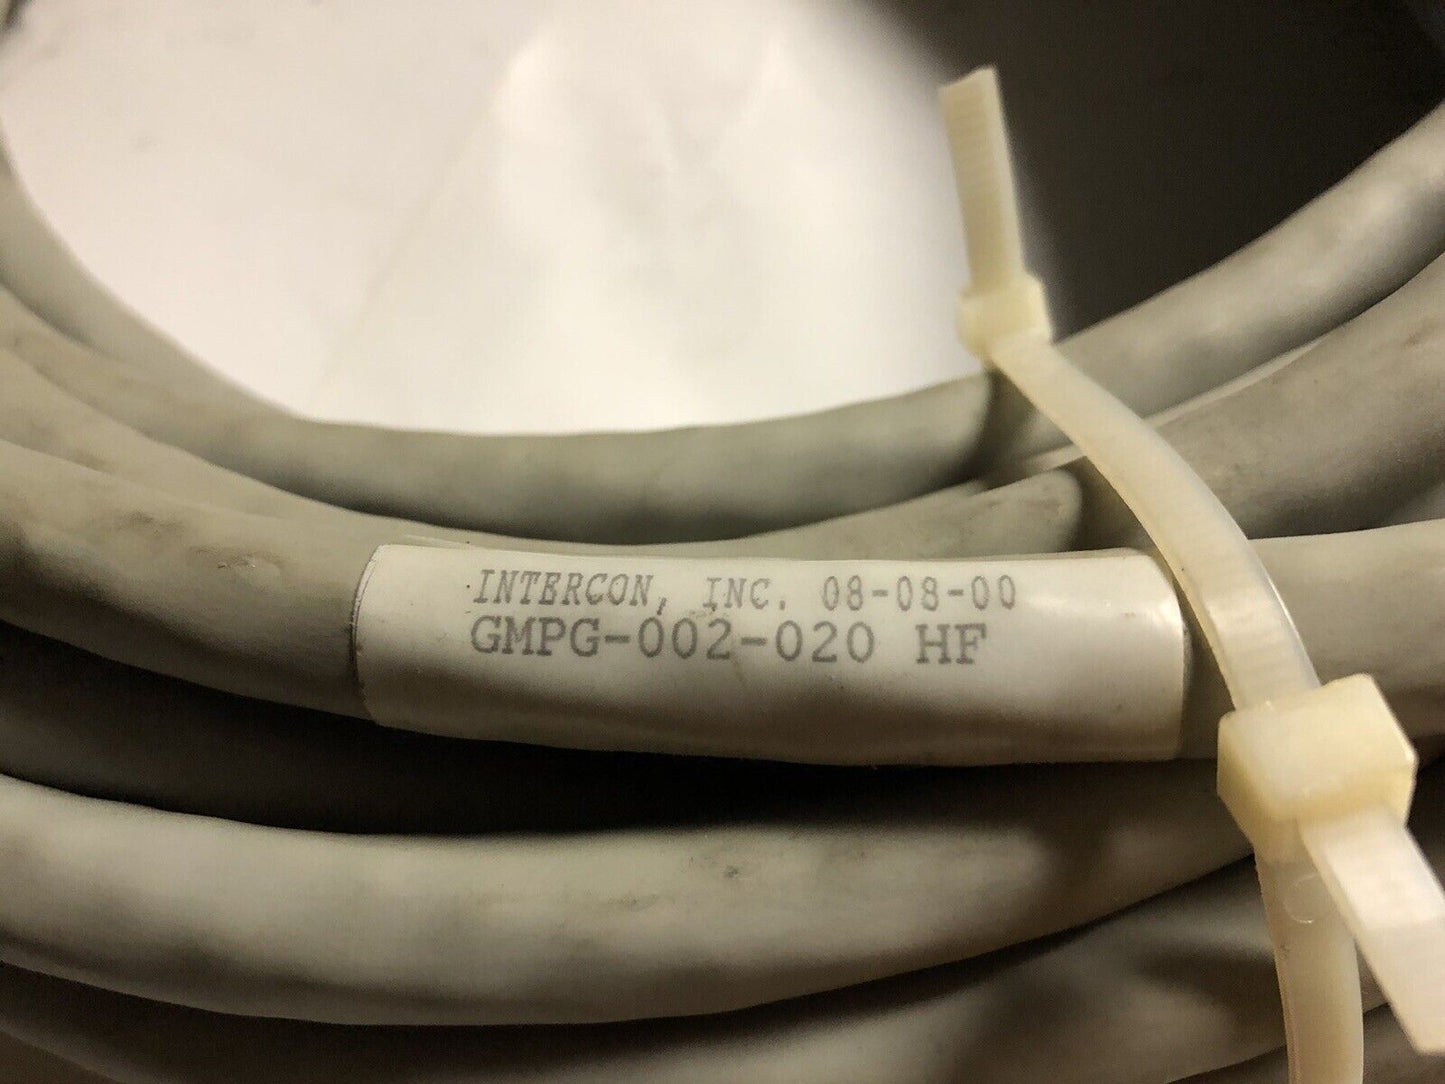 INTERCON, INC. 08-08-00
GMPG-002-020 HF